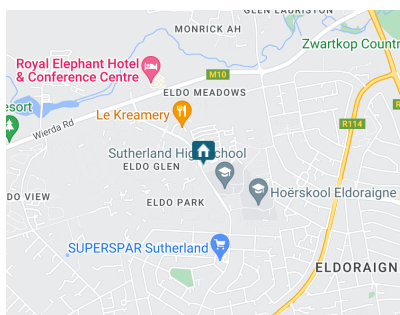 GLEN LAURISTON
MONRICK AH
Zwartkop Countr
Royal Elephant Hotel
& Conference Centre
M10
ELDO MEADOWS
esort
Le Kreamery
R114
Wierda Rd
Sutherland High School
ELDO GLEN
DO VIEW
Hoërskool Eldoraigne
ELDO PARK
SUPERSPAR Sutherland
ELDORAIGN